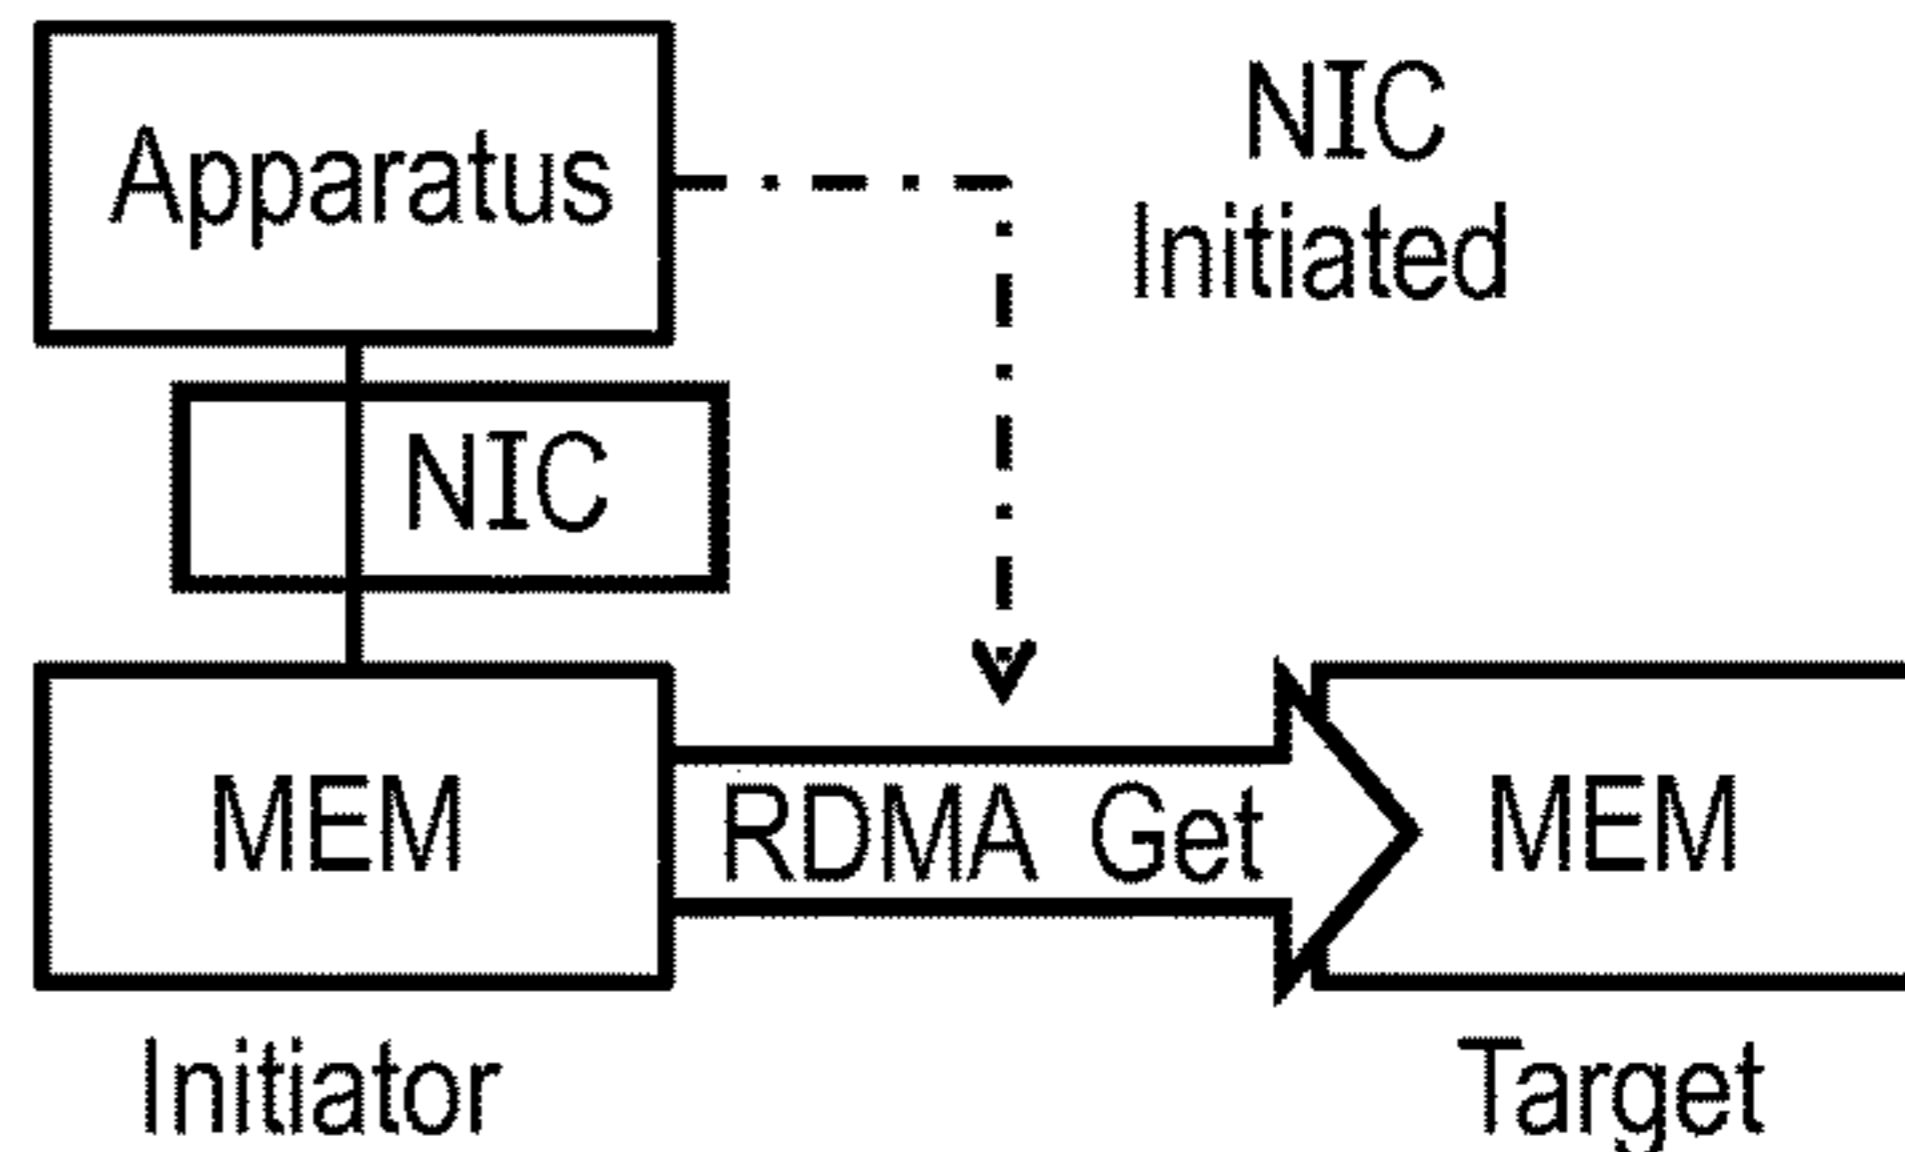 Apparatus
NIC
Initiated
NIC
MEM
RDMA Get
MEM
Initiator
Target